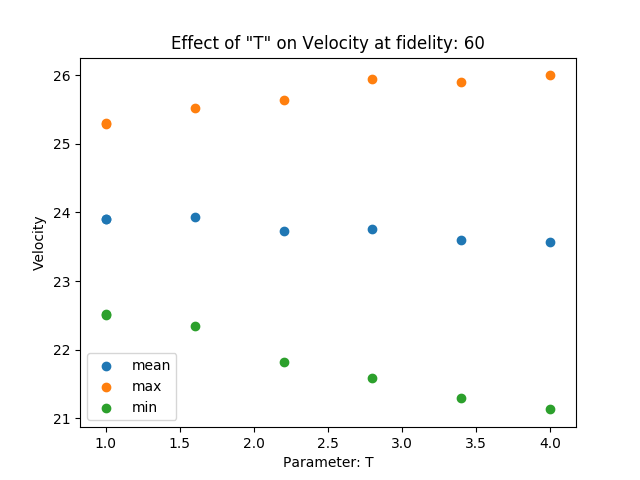 Effect of "T" on Velocity at fidelity: 60
Velocity
26
25
24
23
22
21
mean
max
min
1.0 1.5 2.0 2.5 3.0 3.5 4.0
Parameter: T